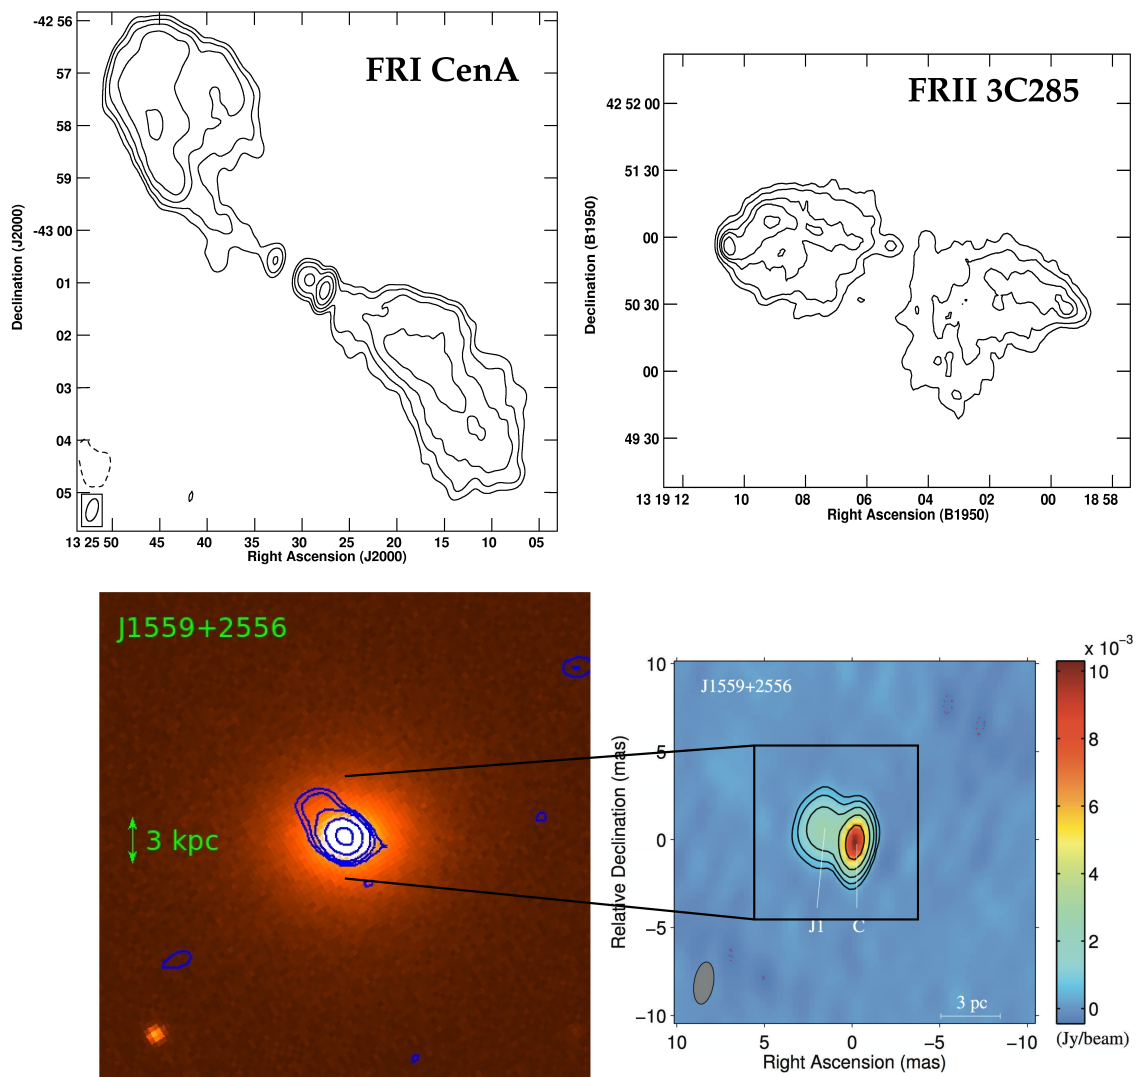 FRI CenA
-42 56
57
58
59
-43 00
01
02
03
04
05
Declination (J2000)
13 25 50 45 40 35 30 25 20 15 10 05
Right Ascension (J2000)
FRII 3C285
42 52 00
51 30
00
50 30
00
49 30
Declination (B1950)
13 19 12 10 08 06 04 02 00 18 58
Right Ascension (B1950)
J1559+2556
3 kpc
J1559+2556
10
5
0
−5
−10
Relative Declination (mas)
J1 C
3 pc
10 5 0 −5 −10
Right Ascension (mas)
x 10⁻³
10
8
6
4
2
0
(Jy/beam)